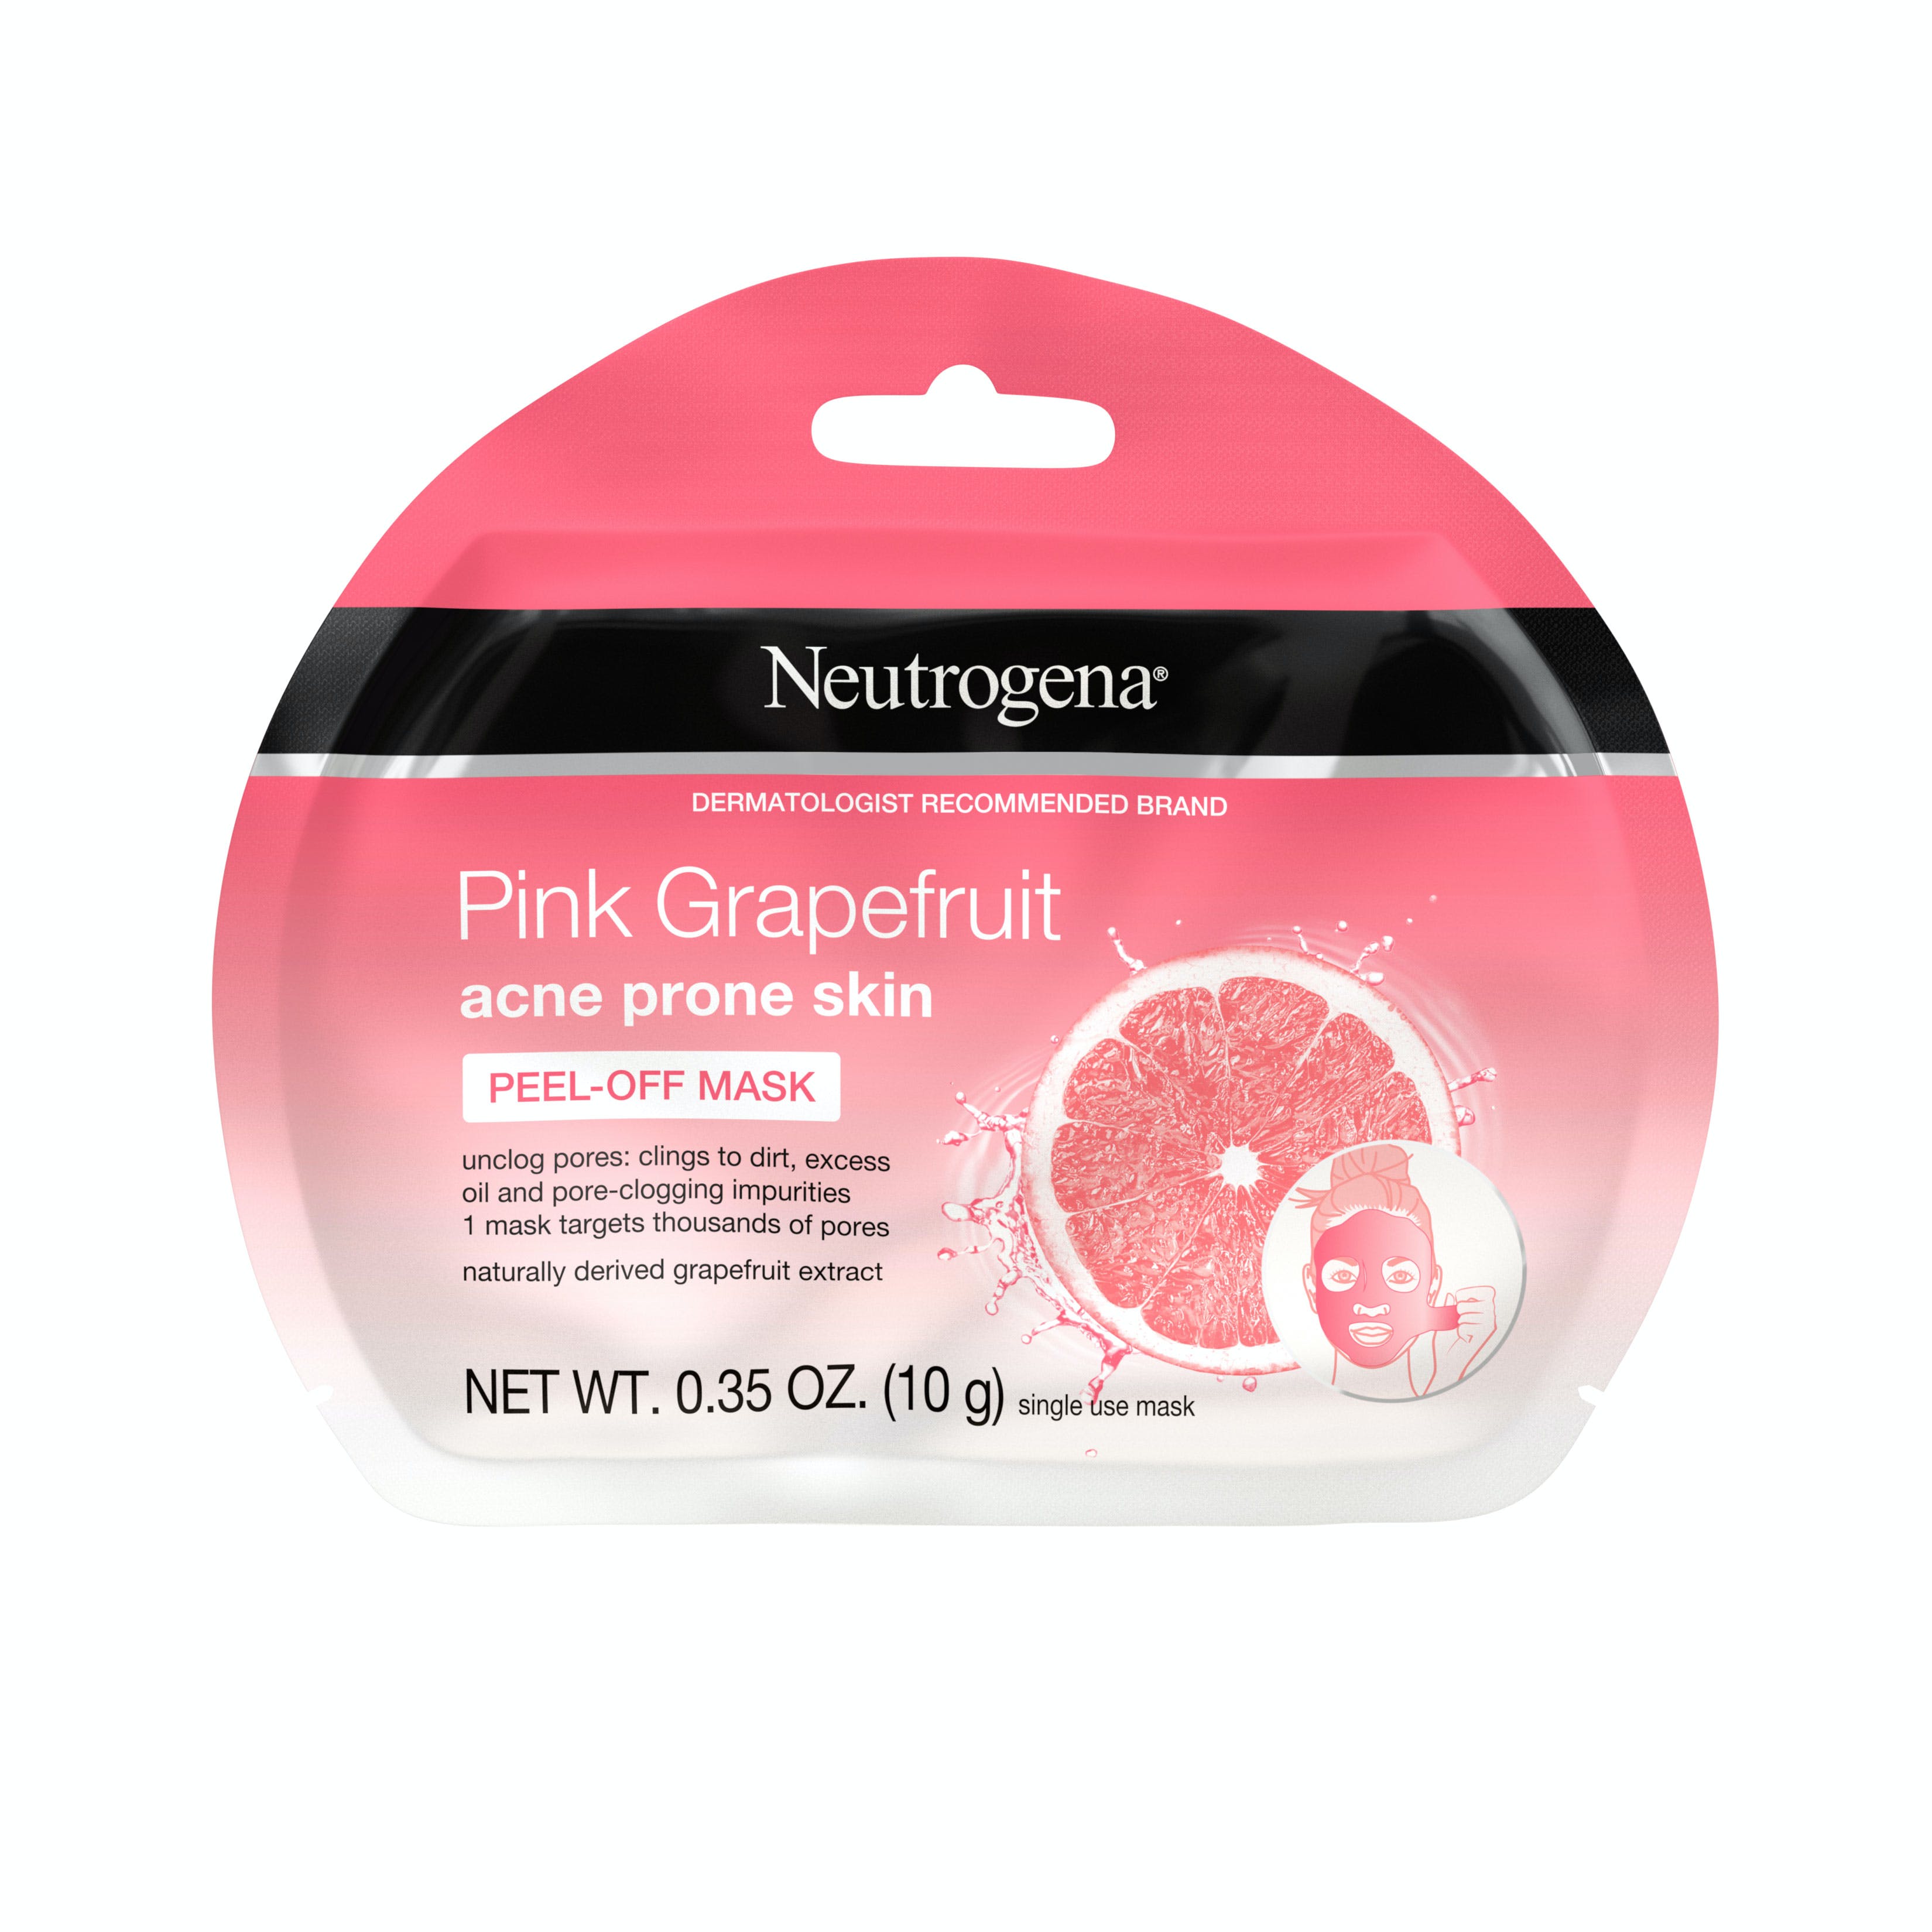 Neutrogena®
DERMATOLOGIST RECOMMENDED BRAND
Pink Grapefruit
acne prone skin
PEEL-OFF MASK
unclog pores: clings to dirt, excess
oil and pore-clogging impurities
1 mask targets thousands of pores
naturally derived grapefruit extract
NET WT. 0.35 OZ. (10 g) single use mask